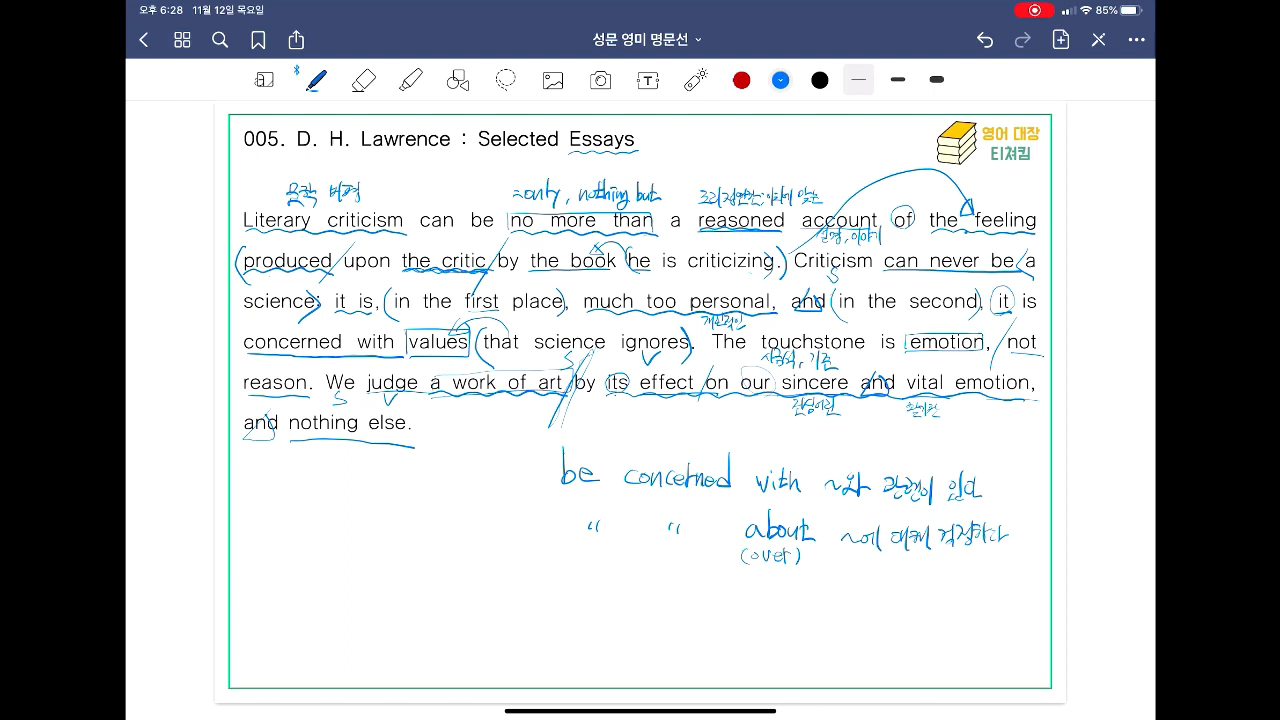 오후 6:28 11월 12일 목요일 85%
성문 영미 명문선
005. D. H. Lawrence : Selected Essays
영어 대장
티쳐킴
문학 비평 =only, nothing but 조리정연한, 이치에 맞는
Literary criticism can be no more than a reasoned account of the feeling
설명, 이야기
produced upon the critic by the book he is criticizing. Criticism can never be a
S
science; it is, in the first place, much too personal, and in the second, it is
개인적인
concerned with values that science ignores. The touchstone is emotion, not
S V 시금석, 기준
reason. We judge a work of art by its effect on our sincere and vital emotion,
S V 진심어린
and nothing else.
be concerned with ~와 관련이 있다
" " about ~에 대해 걱정하다
(over)